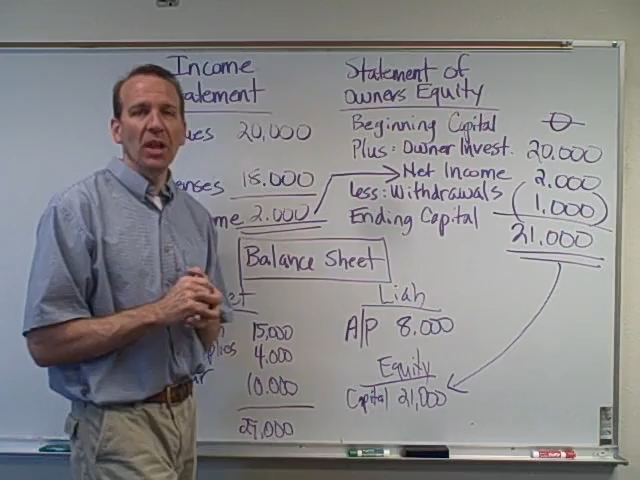 Income
atement
ues 20,000
enses 18.000
ome 2.000
Statement of
Owners Equity
Beginning Capital 0
Plus: Owner Invest. 20.000
Net Income 2.000
Less: Withdrawals (1.000)
Ending Capital 21.000
Balance Sheet
et
15,000
plies 4.000
10.000
29,000
Liab
A/P 8.000
Equity
Capital 21,000